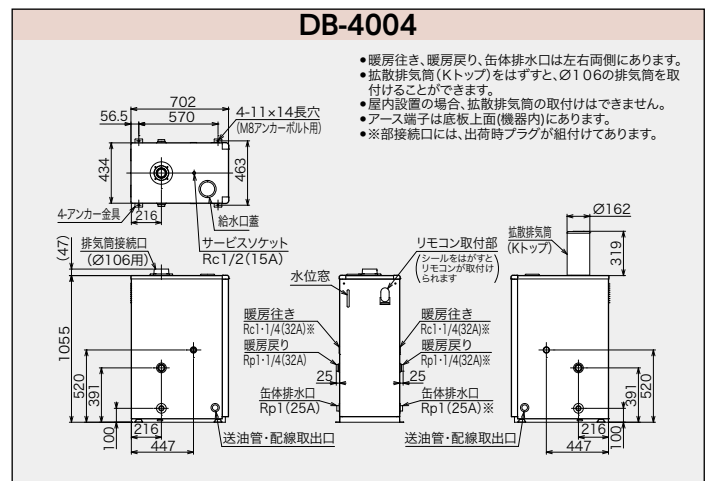 DB-4004
●暖房往き、暖房戻り、缶体排水口は左右両側にあります。
●拡散排気筒(Kトップ)をはずすと、Ø106の排気筒を取
付けることができます。
●屋内設置の場合、拡散排気筒の取付けはできません。
●アース端子は底板上面(機器内)にあります。
●※部接続口には、出荷時プラグが組付けてあります。
702
56.5
570
4-11×14長穴
(M8アンカーボルト用)
434
463
4-アンカー金具
216
給水口蓋
サービスソケット
Rc1/2(15A)
排気筒接続口
(Ø106用)
(47)
1055
520
391
100
216
447
送油管・配線取出口
水位窓
リモコン取付部
(シールをはがすと
リモコンが取付け
られます)
暖房往き
Rc1・1/4(32A)※
暖房戻り
Rp1・1/4(32A)
25
缶体排水口
Rp1(25A)
暖房往き
Rc1・1/4(32A)※
暖房戻り
Rp1・1/4(32A)※
25
缶体排水口
Rp1(25A)※
拡散排気筒
(Kトップ)
Ø162
319
送油管・配線取出口
391
520
100
216
447